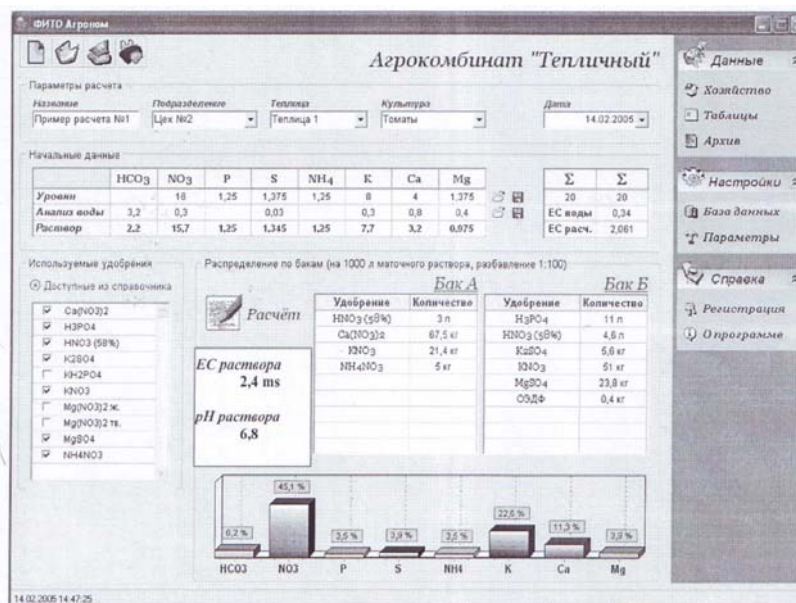 ФИТО Агроном
Агрокомбинат "Тепличный"
Параметры расчета
Название Подразделение Теплица Культура Дата
Пример расчета №1 Цех №2 Теплица 1 Томаты 14.02.2005
Начальные данные
HCO3 NO3 P S NH4 K Ca Mg Σ Σ
Уровни 16 1,25 1,375 1,25 8 4 1,375 20 20
Анализ воды 3,2 0,3 0,03 0,3 0,8 0,4 EC воды 0,34
Раствор 2,2 15,7 1,25 1,345 1,25 7,7 3,2 0,975 EC расч. 2,061
Используемые удобрения
Доступные из справочника
Ca(NO3)2
H3PO4
HNO3 (58%)
K2SO4
KH2PO4
KNO3
Mg(NO3)2 ж.
Mg(NO3)2 тв.
MgSO4
NH4NO3
Распределение по бакам (на 1000 л маточного раствора, разбавление 1:100)
Расчёт
EC раствора
2,4 ms
pH раствора
6,8
Бак А
Удобрение Количество
HNO3 (58%) 3 л
Ca(NO3)2 67,5 кг
KNO3 21,4 кг
NH4NO3 5 кг
Бак Б
Удобрение Количество
H3PO4 11 л
HNO3 (58%) 4,6 л
K2SO4 5,6 кг
KNO3 51 кг
MgSO4 23,8 кг
ОЭДФ 0,4 кг
6,2 % 45,1 % 3,5 % 3,9 % 3,5 % 22,6 % 11,3 % 3,9 %
HCO3 NO3 P S NH4 K Ca Mg
Данные
Хозяйство
Таблицы
Архив
Настройки
База данных
Параметры
Справка
Регистрация
О программе
14.02.2005 14:47:25